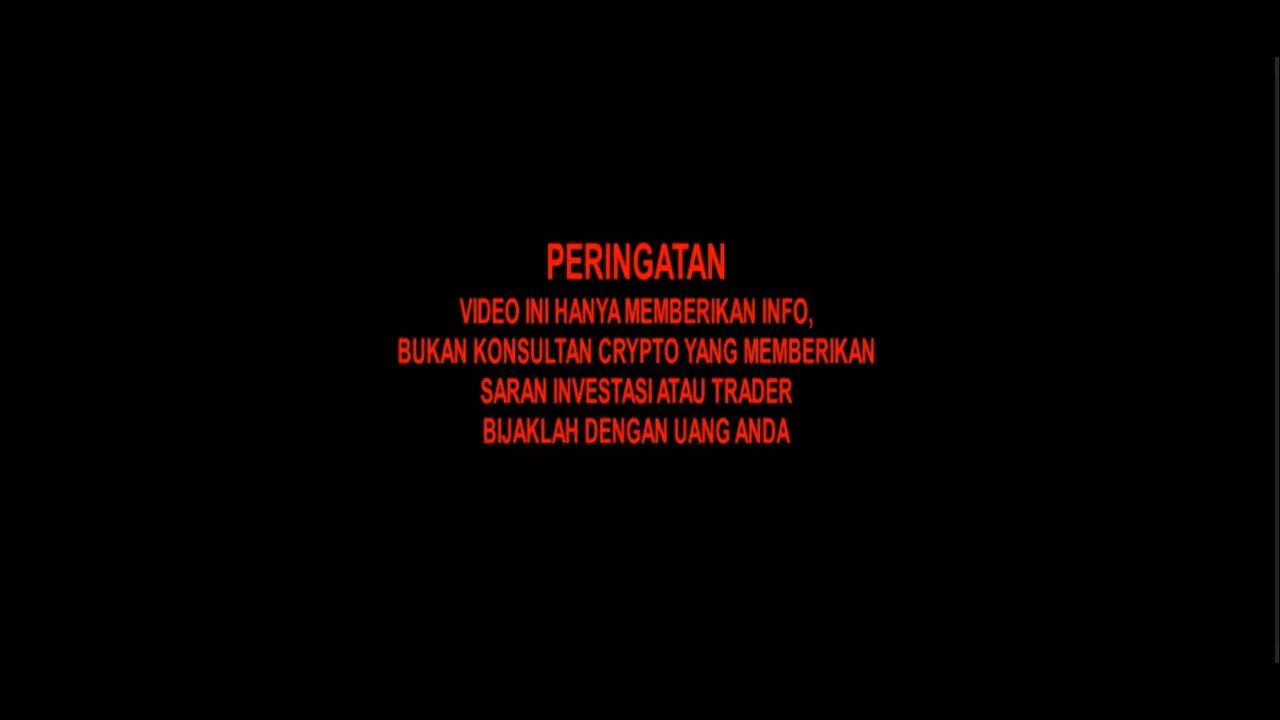 PERINGATAN
VIDEO INI HANYA MEMBERIKAN INFO,
BUKAN KONSULTAN CRYPTO YANG MEMBERIKAN
SARAN INVESTASI ATAU TRADER
BIJAKLAH DENGAN UANG ANDA